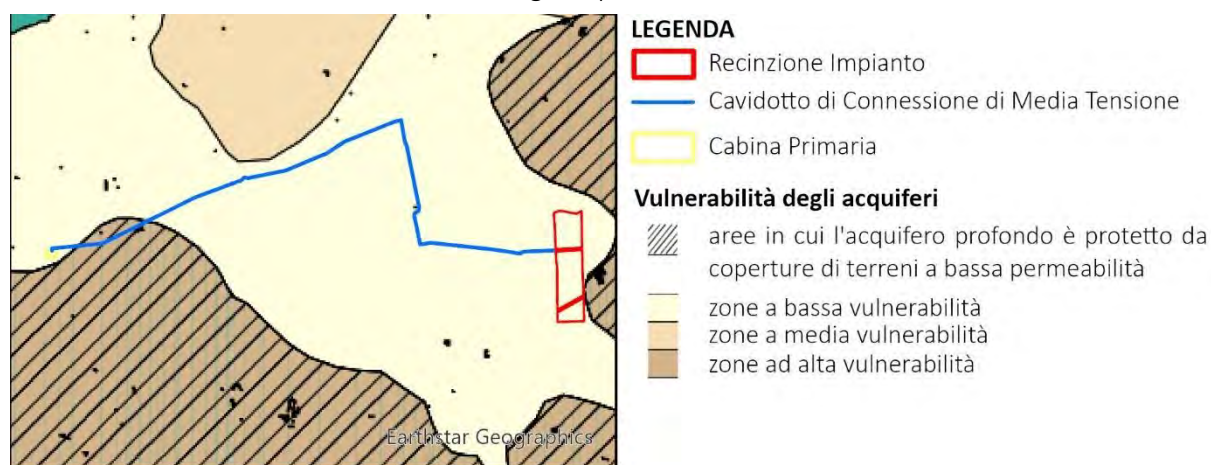 LEGENDA
Recinzione Impianto
Cavidotto di Connessione di Media Tensione
Cabina Primaria
Vulnerabilità degli acquiferi
aree in cui l'acquifero profondo è protetto da
coperture di terreni a bassa permeabilità
zone a bassa vulnerabilità
zone a media vulnerabilità
zone ad alta vulnerabilità
Earthstar Geographics